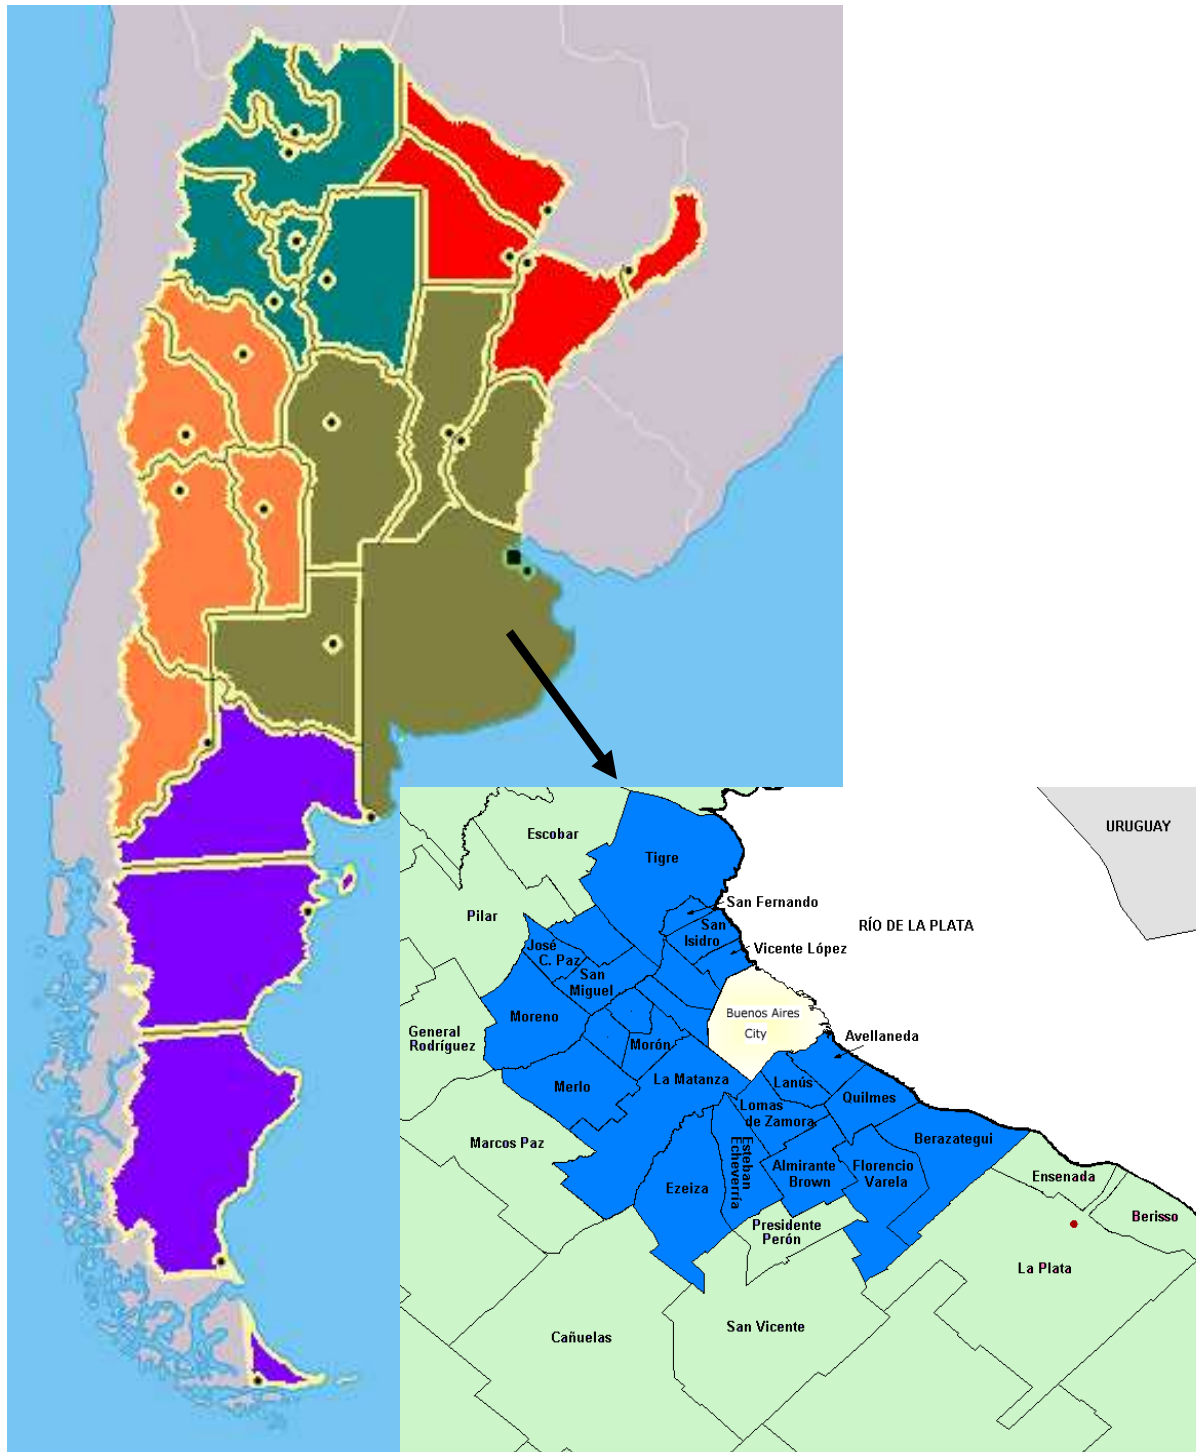 Escobar
Tigre
URUGUAY
Pilar
San Fernando
San
Isidro
RÍO DE LA PLATA
Vicente López
José
C. Paz
San
Miguel
Moreno
Buenos Aires
City
General
Rodríguez
Morón
Avellaneda
Merlo
La Matanza
Lanús
Quilmes
Lomas
de Zamora
Berazategui
Marcos Paz
Esteban
Echeverría
Almirante
Brown
Florencio
Varela
Ezeiza
Ensenada
Presidente
Perón
Berisso
La Plata
Cañuelas
San Vicente